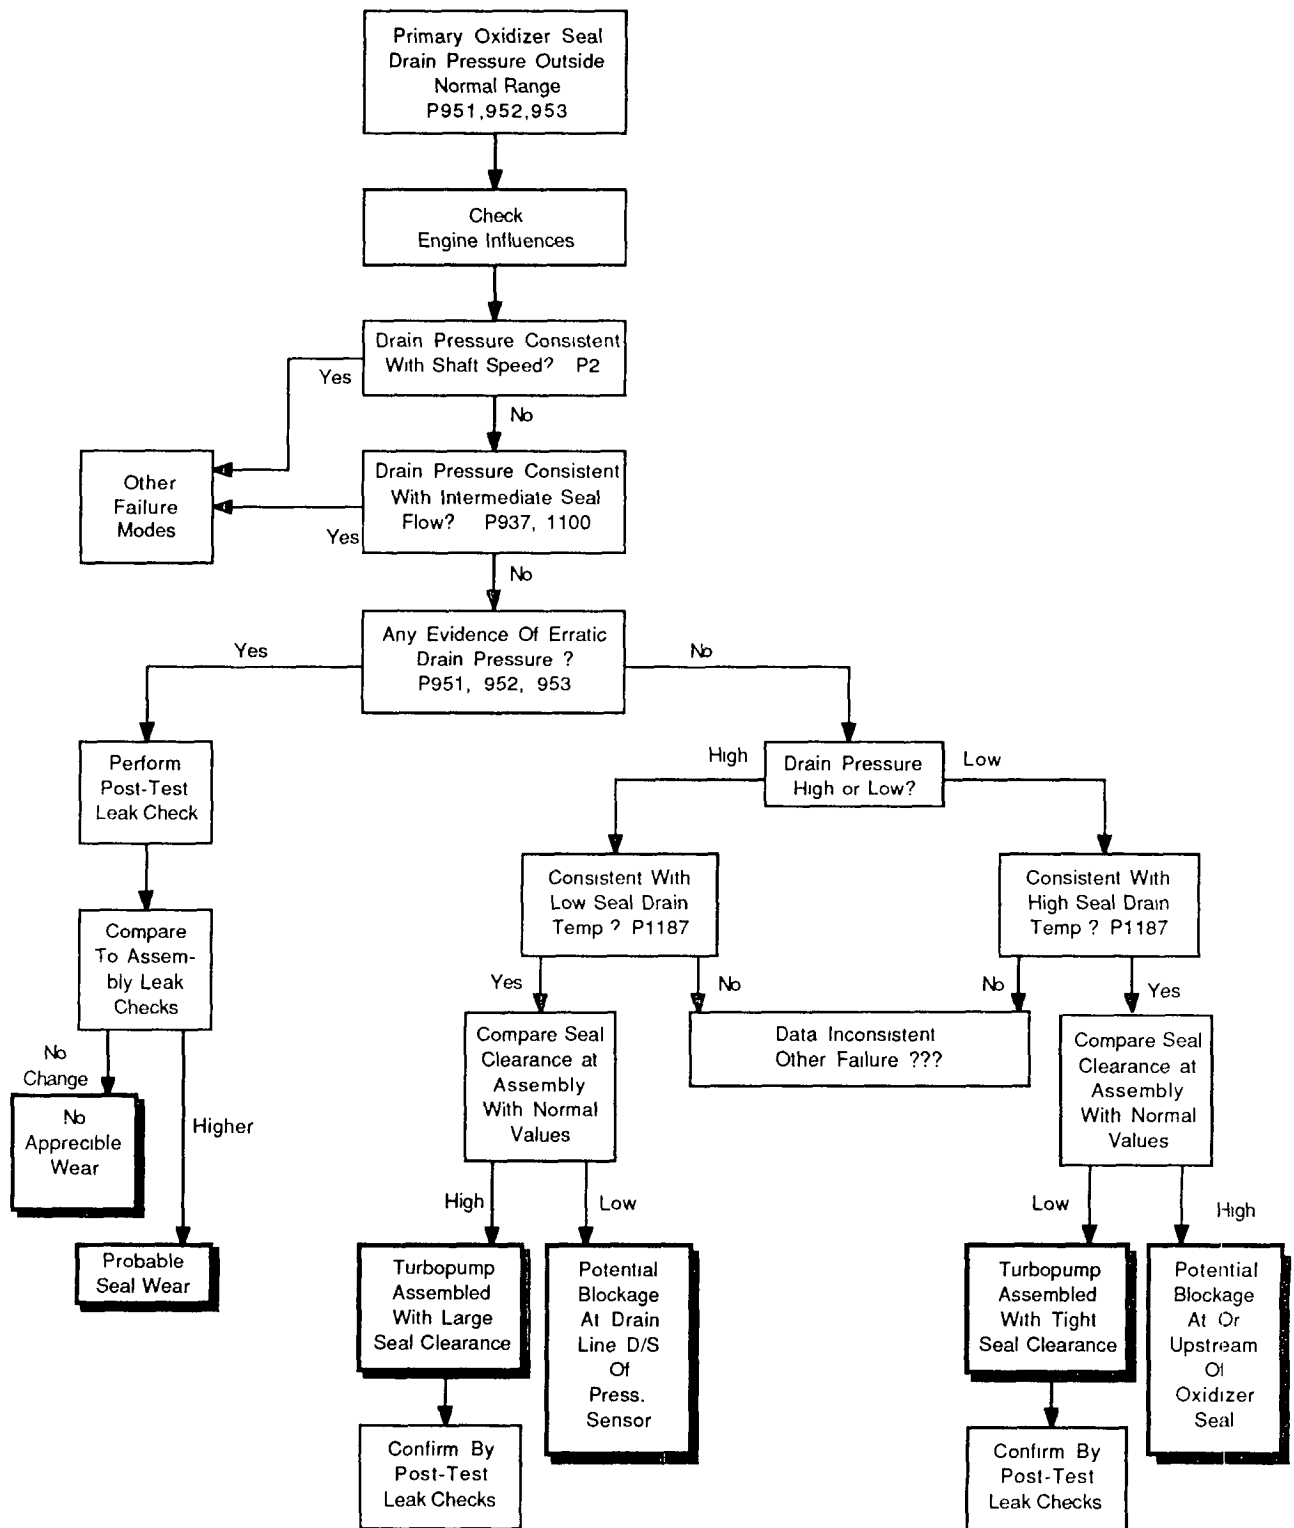 Primary Oxidizer Seal
Drain Pressure Outside
Normal Range
P951,952,953
Check
Engine Influences
Drain Pressure Consistent
With Shaft Speed? P2
Yes
No
Other
Failure
Modes
Drain Pressure Consistent
With Intermediate Seal
Flow? P937, 1100
Yes
No
Any Evidence Of Erratic
Drain Pressure ?
P951, 952, 953
Yes
No
Perform
Post-Test
Leak Check
Drain Pressure
High or Low?
High
Low
Consistent With
Low Seal Drain
Temp ? P1187
Consistent With
High Seal Drain
Temp ? P1187
Compare
To Assem-
bly Leak
Checks
Yes
No
No
Yes
Compare Seal
Clearance at
Assembly
With Normal
Values
Data Inconsistent
Other Failure ???
Compare Seal
Clearance at
Assembly
With Normal
Values
No
Change
Higher
No
Apprecible
Wear
Probable
Seal Wear
High
Low
Low
High
Turbopump
Assembled
With Large
Seal Clearance
Potential
Blockage
At Drain
Line D/S
Of
Press.
Sensor
Turbopump
Assembled
With Tight
Seal Clearance
Potential
Blockage
At Or
Upstream
Of
Oxidizer
Seal
Confirm By
Post-Test
Leak Checks
Confirm By
Post-Test
Leak Checks